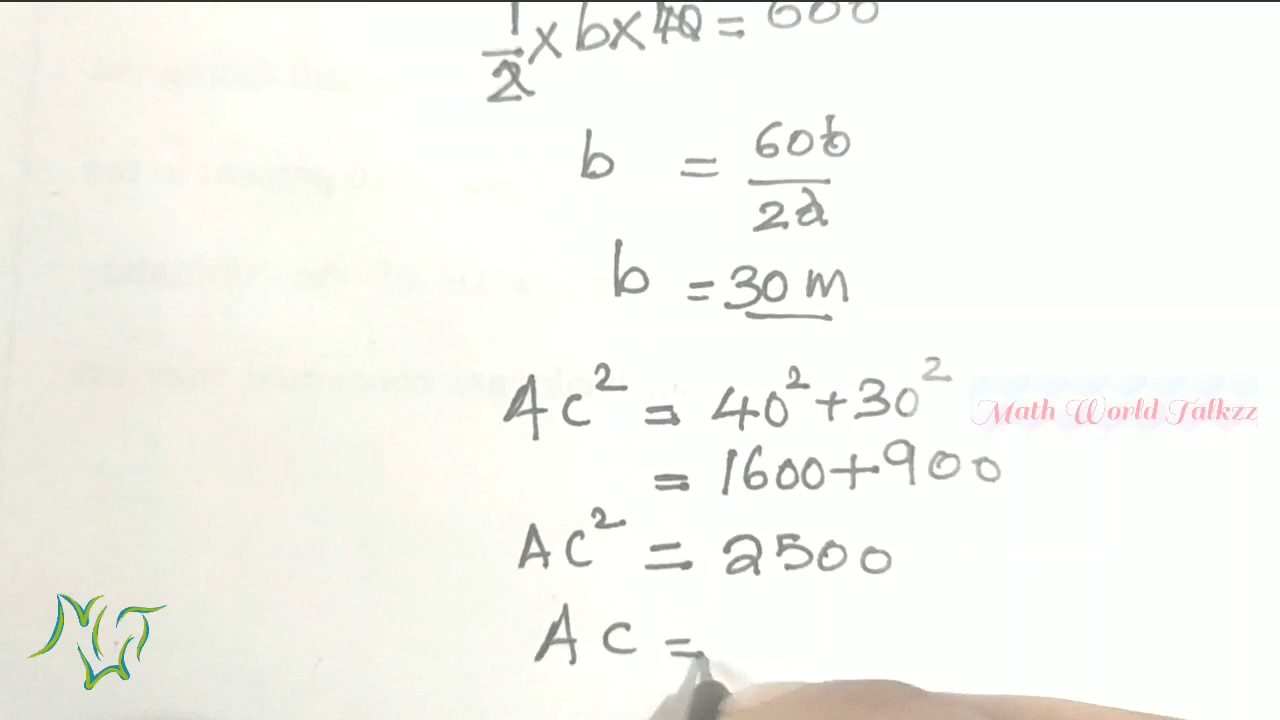 1/2 × b × 40 = 600
b = 600/20
b = 30 m
AC² = 40² + 30²
Math World Talkzz
= 1600 + 900
AC² = 2500
AC =